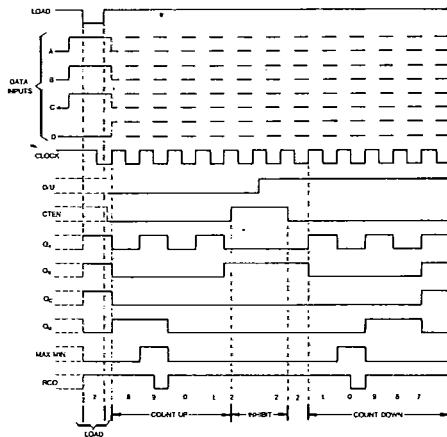 LOAD
A
B
DATA
INPUTS
C
D
CLOCK
D/U
CTEN
QA
QB
QC
QD
MAX MIN
RCO
7 8 9 0 1 2 2 2 1 0 9 8 7
COUNT UP INHIBIT COUNT DOWN
LOAD